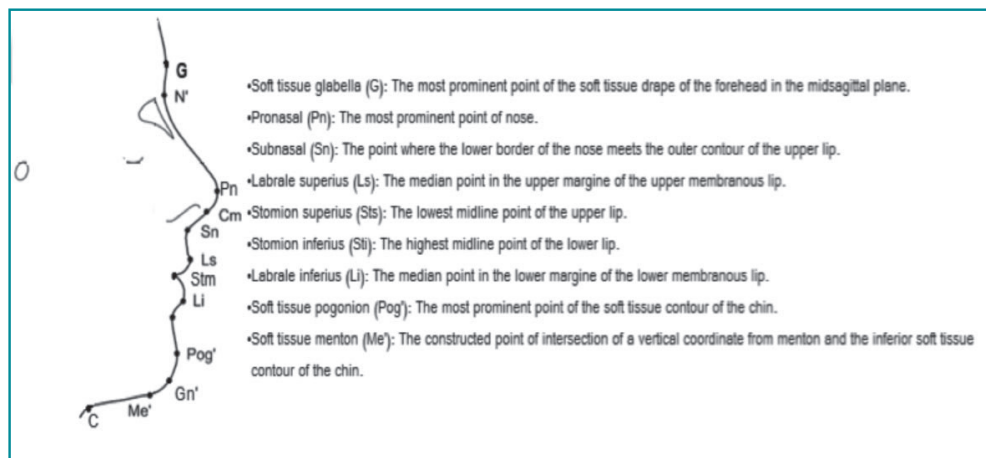 G
N'
•Soft tissue glabella (G): The most prominent point of the soft tissue drape of the forehead in the midsagittal plane.
•Pronasal (Pn): The most prominent point of nose.
•Subnasal (Sn): The point where the lower border of the nose meets the outer contour of the upper lip.
Pn
•Labrale superius (Ls): The median point in the upper margine of the upper membranous lip.
Cm
•Stomion superius (Sts): The lowest midline point of the upper lip.
Sn
•Stomion inferius (Sti): The highest midline point of the lower lip.
Ls
Stm
•Labrale inferius (Li): The median point in the lower margine of the lower membranous lip.
Li
•Soft tissue pogonion (Pog'): The most prominent point of the soft tissue contour of the chin.
•Soft tissue menton (Me'): The constructed point of intersection of a vertical coordinate from menton and the inferior soft tissue
Pog'
contour of the chin.
Gn'
Me'
C